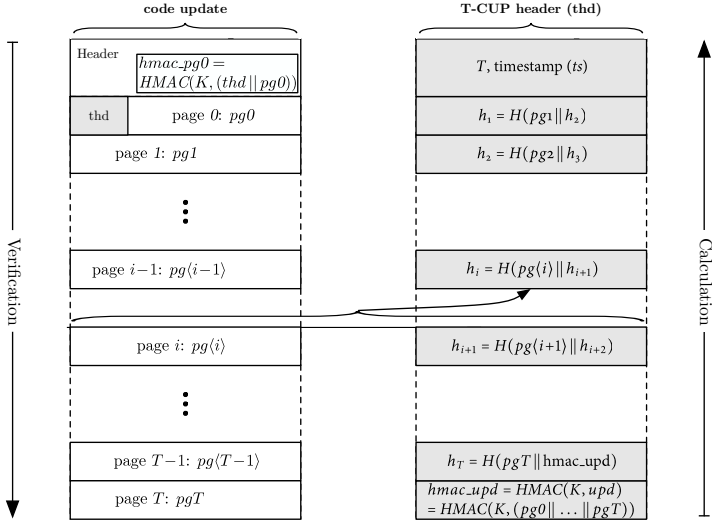 code update
T-CUP header (thd)
Header
hmac_pg0 =
HMAC(K, (thd || pg0))
T, timestamp (ts)
thd
page 0: pg0
h₁ = H(pg1 || h₂)
page 1: pg1
h₂ = H(pg2 || h₃)
Verification
Calculation
page i−1: pg⟨i−1⟩
hᵢ = H(pg⟨i⟩ || hᵢ₊₁)
page i: pg⟨i⟩
hᵢ₊₁ = H(pg⟨i+1⟩ || hᵢ₊₂)
page T−1: pg⟨T−1⟩
h_T = H(pgT || hmac_upd)
page T: pgT
hmac_upd = HMAC(K, upd)
= HMAC(K, (pg0 || … || pgT))